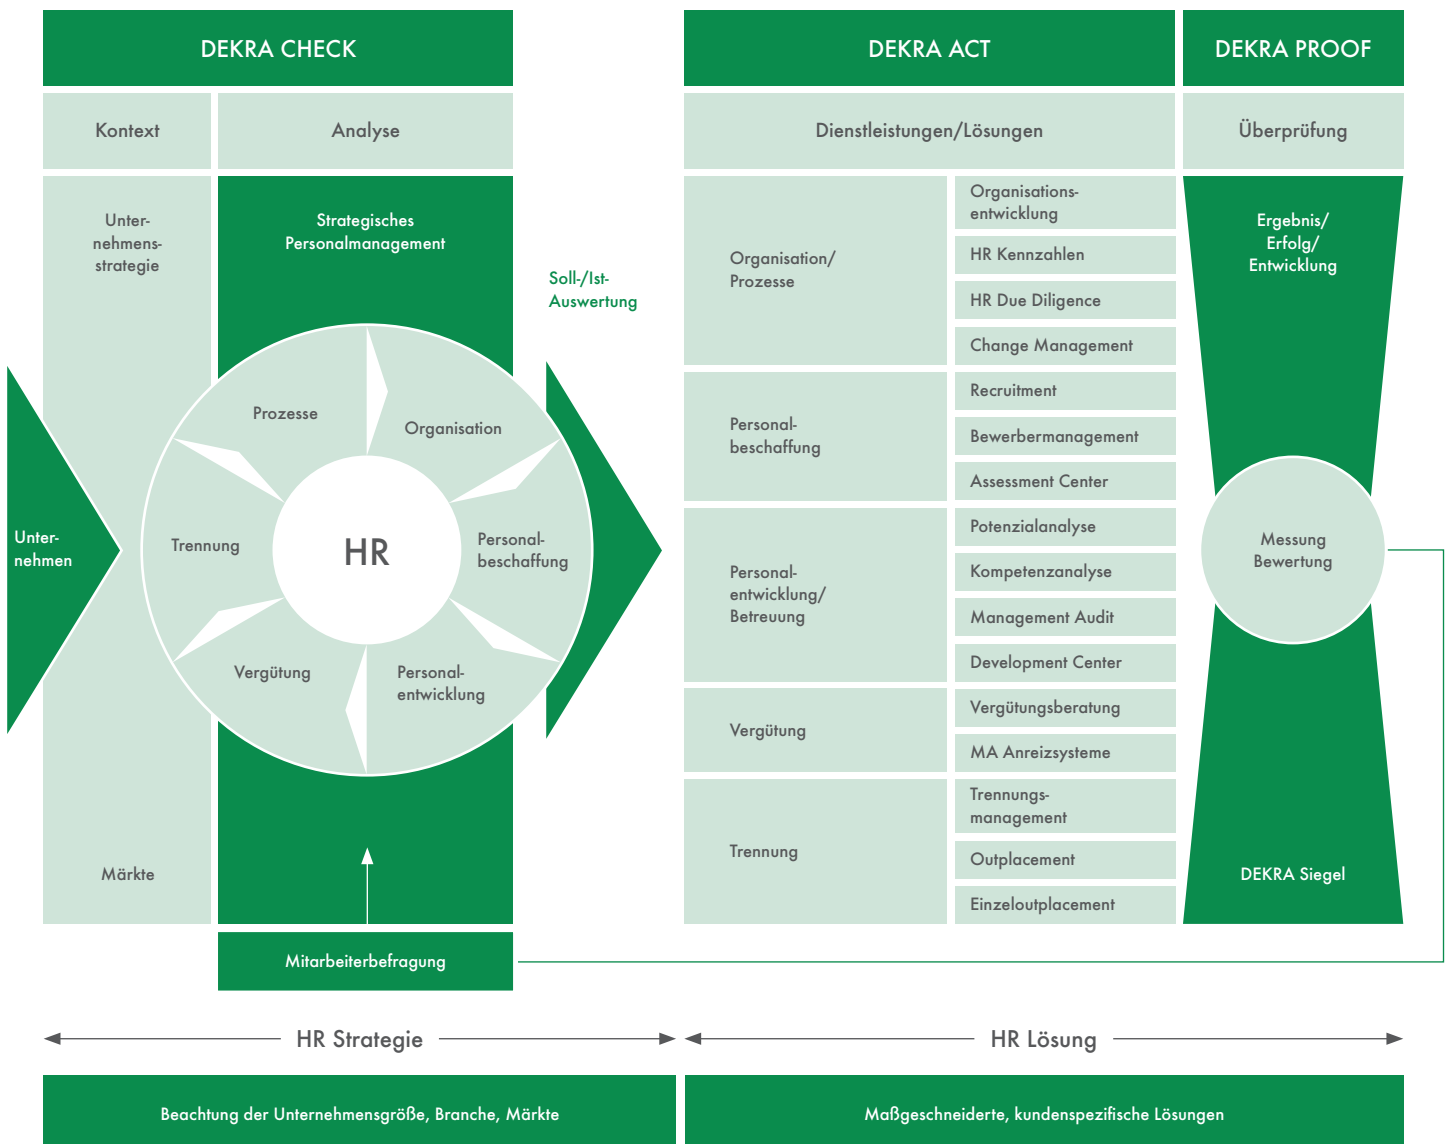 DEKRA CHECK
Kontext
Analyse
Unter-
nehmens-
strategie
Strategisches
Personalmanagement
Soll-/Ist-
Auswertung
Prozesse
Organisation
Unter-
nehmen
Trennung
HR
Personal-
beschaffung
Vergütung
Personal-
entwicklung
Märkte
Mitarbeiterbefragung
DEKRA ACT
Dienstleistungen/Lösungen
Organisation/
Prozesse
Organisations-
entwicklung
HR Kennzahlen
HR Due Diligence
Change Management
Personal-
beschaffung
Recruitment
Bewerbermanagement
Assessment Center
Personal-
entwicklung/
Betreuung
Potenzialanalyse
Kompetenzanalyse
Management Audit
Development Center
Vergütung
Vergütungsberatung
MA Anreizsysteme
Trennung
Trennungs-
management
Outplacement
Einzeloutplacement
DEKRA PROOF
Überprüfung
Ergebnis/
Erfolg/
Entwicklung
Messung
Bewertung
DEKRA Siegel
HR Strategie
HR Lösung
Beachtung der Unternehmensgröße, Branche, Märkte
Maßgeschneiderte, kundenspezifische Lösungen